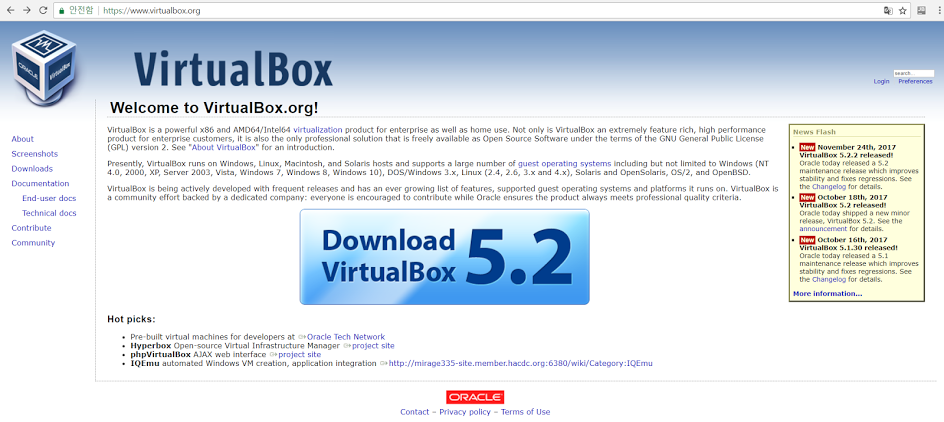 안전함 | https://www.virtualbox.org
ORACLE
VirtualBox
VirtualBox
search...
Login Preferences
Welcome to VirtualBox.org!
About
Screenshots
Downloads
Documentation
End-user docs
Technical docs
Contribute
Community
VirtualBox is a powerful x86 and AMD64/Intel64 virtualization product for enterprise as well as home use. Not only is VirtualBox an extremely feature rich, high performance
product for enterprise customers, it is also the only professional solution that is freely available as Open Source Software under the terms of the GNU General Public License
(GPL) version 2. See "About VirtualBox" for an introduction.
Presently, VirtualBox runs on Windows, Linux, Macintosh, and Solaris hosts and supports a large number of guest operating systems including but not limited to Windows (NT
4.0, 2000, XP, Server 2003, Vista, Windows 7, Windows 8, Windows 10), DOS/Windows 3.x, Linux (2.4, 2.6, 3.x and 4.x), Solaris and OpenSolaris, OS/2, and OpenBSD.
VirtualBox is being actively developed with frequent releases and has an ever growing list of features, supported guest operating systems and platforms it runs on. VirtualBox is
a community effort backed by a dedicated company: everyone is encouraged to contribute while Oracle ensures the product always meets professional quality criteria.
Download
VirtualBox 5.2
Hot picks:
Pre-built virtual machines for developers at Oracle Tech Network
Hyperbox Open-source Virtual Infrastructure Manager project site
phpVirtualBox AJAX web interface project site
IQEmu automated Windows VM creation, application integration http://mirage335-site.member.hacdc.org:6380/wiki/Category:IQEmu
News Flash
New November 24th, 2017
VirtualBox 5.2.2 released!
Oracle today released a 5.2
maintenance release which improves
stability and fixes regressions. See
the Changelog for details.
New October 18th, 2017
VirtualBox 5.2 released!
Oracle today shipped a new minor
release, VirtualBox 5.2. See the
announcement for details.
New October 16th, 2017
VirtualBox 5.1.30 released!
Oracle today released a 5.1
maintenance release which improves
stability and fixes regressions. See
the Changelog for details.
More information...
ORACLE
Contact – Privacy policy – Terms of Use